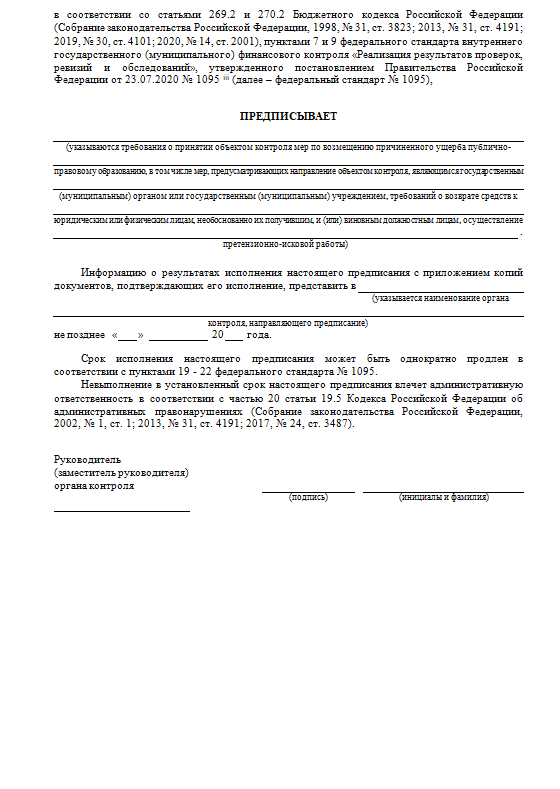 в соответствии со статьями 269.2 и 270.2 Бюджетного кодекса Российской Федерации
(Собрание законодательства Российской Федерации, 1998, № 31, ст. 3823; 2013, № 31, ст. 4191;
2019, № 30, ст. 4101; 2020, № 14, ст. 2001), пунктами 7 и 9 федерального стандарта внутреннего
государственного (муниципального) финансового контроля «Реализация результатов проверок,
ревизий и обследований», утвержденного постановлением Правительства Российской
Федерации от 23.07.2020 № 1095 iii (далее – федеральный стандарт № 1095),
ПРЕДПИСЫВАЕТ
(указываются требования о принятии объектом контроля мер по возмещению причиненного ущерба публично-
правовому образованию, в том числе мер, предусматривающих направление объектом контроля, являющимся государственным
(муниципальным) органом или государственным (муниципальным) учреждением, требований о возврате средств к
юридическим или физическим лицам, необоснованно их получившим, и (или) виновным должностным лицам, осуществление
.
претензионно-исковой работы)
Информацию о результатах исполнения настоящего предписания с приложением копий
документов, подтверждающих его исполнение, представить в
(указывается наименование органа
контроля, направляющего предписание)
не позднее «___» __________ 20___ года.
Срок исполнения настоящего предписания может быть однократно продлен в
соответствии с пунктами 19 - 22 федерального стандарта № 1095.
Невыполнение в установленный срок настоящего предписания влечет административную
ответственность в соответствии с частью 20 статьи 19.5 Кодекса Российской Федерации об
административных правонарушениях (Собрание законодательства Российской Федерации,
2002, № 1, ст. 1; 2013, № 31, ст. 4191; 2017, № 24, ст. 3487).
Руководитель
(заместитель руководителя)
органа контроля
(подпись) (инициалы и фамилия)